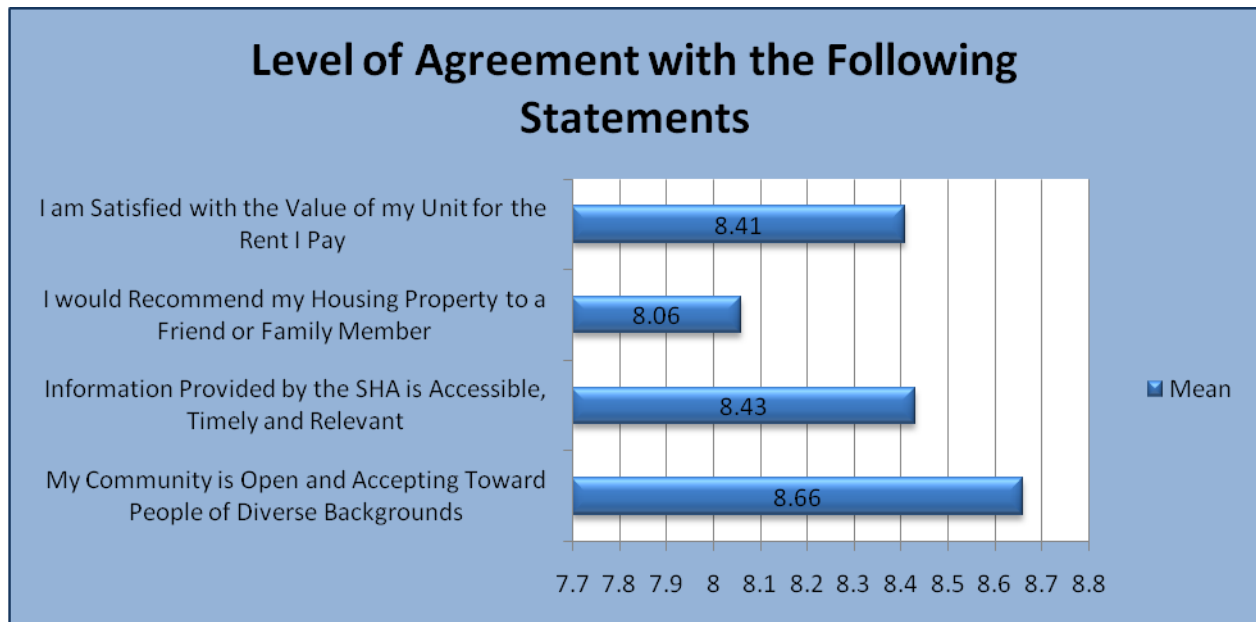 Level of Agreement with the Following
Statements
I am Satisfied with the Value of my Unit for the
Rent I Pay
8.41
I would Recommend my Housing Property to a
Friend or Family Member
8.06
Information Provided by the SHA is Accessible,
Timely and Relevant
8.43
Mean
My Community is Open and Accepting Toward
People of Diverse Backgrounds
8.66
7.7 7.8 7.9 8 8.1 8.2 8.3 8.4 8.5 8.6 8.7 8.8